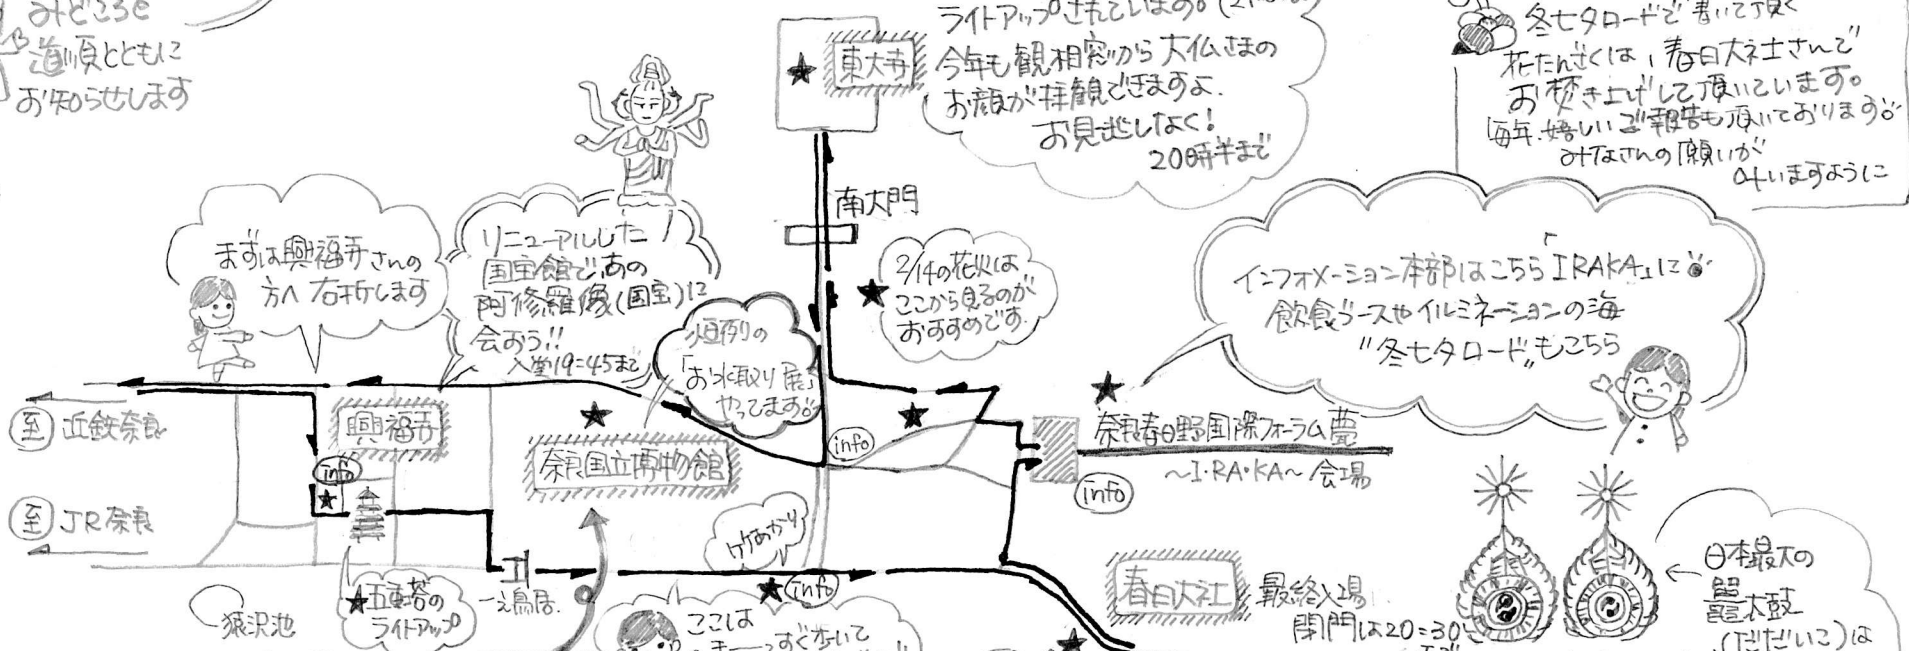 みどころを
道順とともに
お知らせします
ライトアップされています。
今年も観相窓から大仏さまの
お顔が拝観できますよ.
お見逃しなく!
20時半まで
冬七夕ロードで書いて頂く
花たんざくは、春日大社さんで
お焚き上げして頂いています。
毎年、嬉しいご報告も頂いております
みなさんの願いが
叶いますように
東大寺
南大門
まずは興福寺さんの
方へ右折します
リニューアルした
国宝館であの
阿修羅像(国宝)に
会おう!!
入堂19:45まで
恒例の
「お水取り展」
やってます。
2/14の花火は
ここから見るのが
おすすめです.
インフォメーション本部はこちら「IRAKA」に
飲食ブースやイルミネーションの海
"冬七夕ロード"もこちら
至 近鉄奈良
興福寺
info
至 JR奈良
奈良国立博物館
info
奈良春日野国際フォーラム甍
～I・RA・KA～会場
info
竹あかり
info
猿沢池
五重塔の
ライトアップ
一之鳥居.
ここは
まーっすぐ歩いて
春日大社
最終入場
閉門は20:30
日本最大の
鼉太鼓
(だだいこ)は